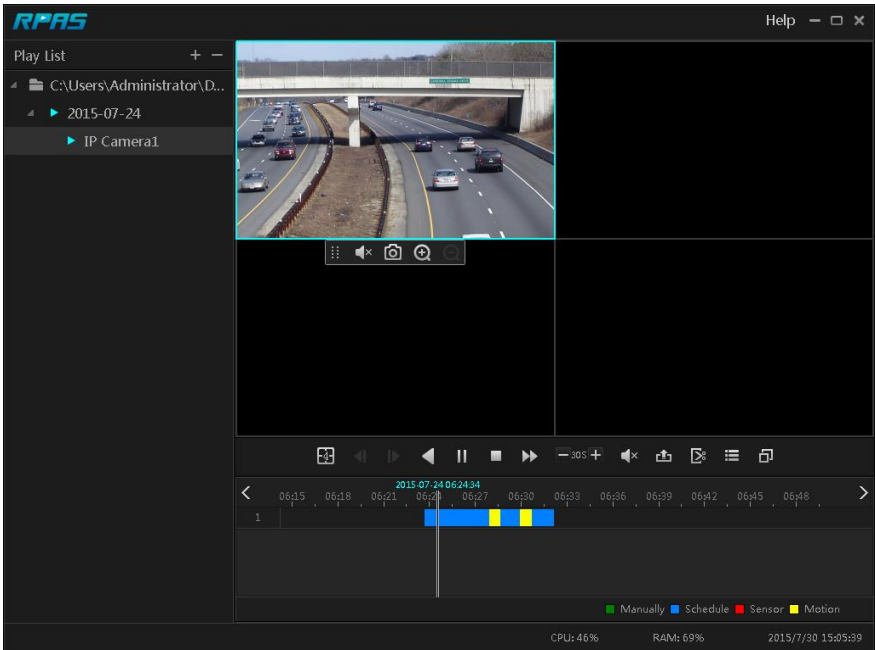 RPAS
Help
Play List
C:\Users\Administrator\D...
2015-07-24
IP Camera1
4
30S
2015-07-24 06:24:34
06:15 06:18 06:21 06:24 06:27 06:30 06:33 06:36 06:39 06:42 06:45 06:48
1
Manually Schedule Sensor Motion
CPU: 46% RAM: 69% 2015/7/30 15:05:39